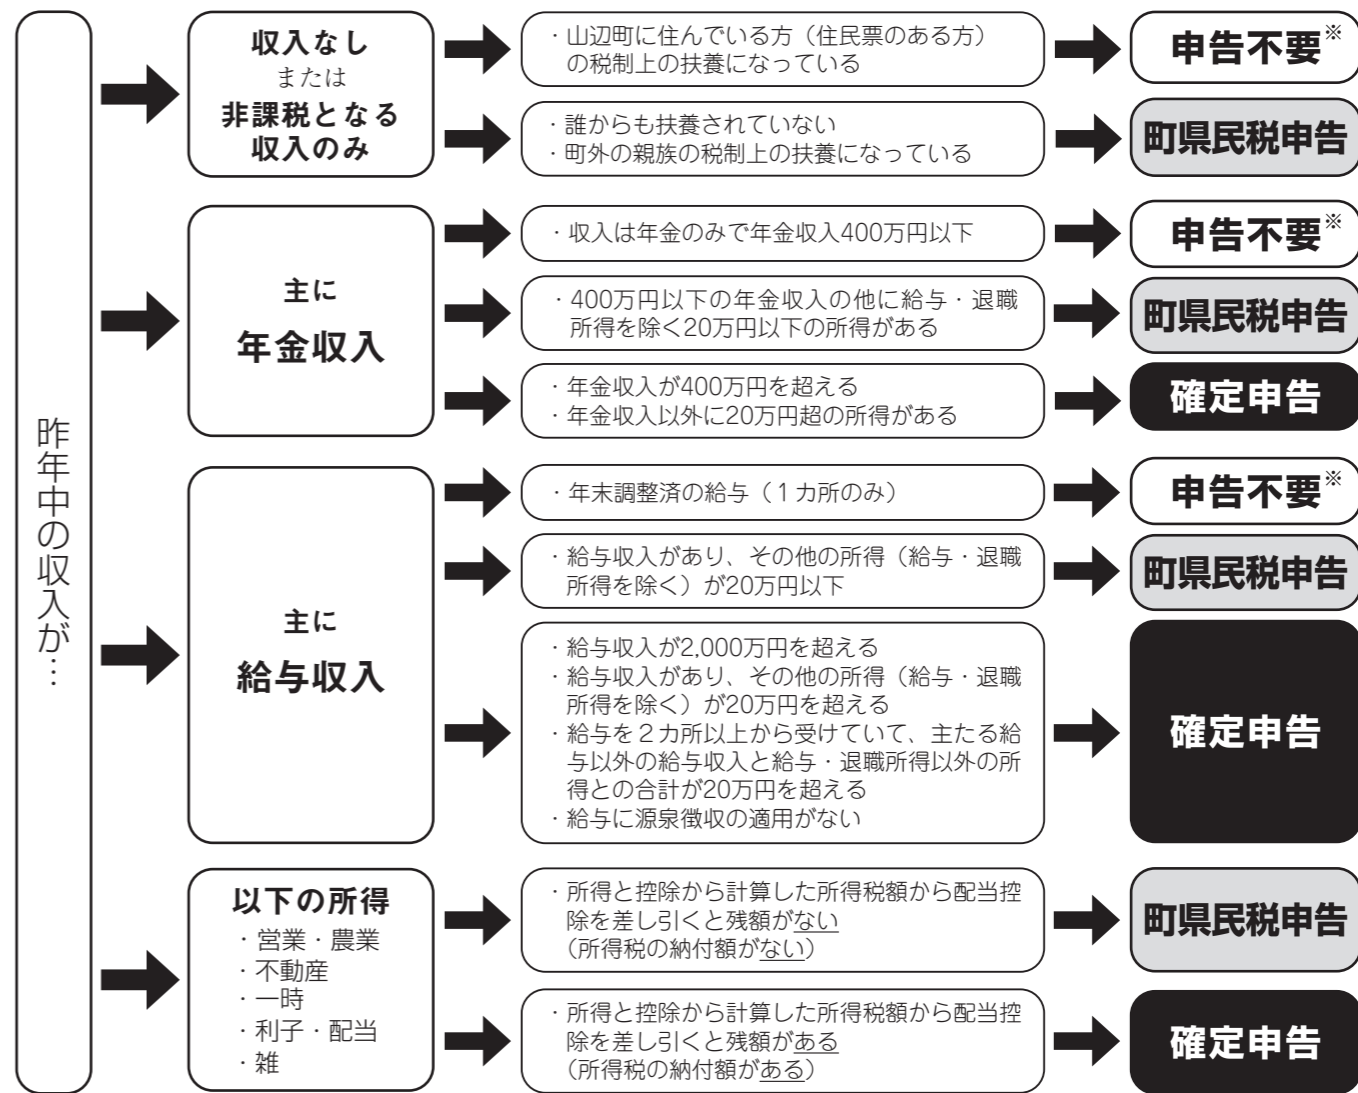 昨年中の収入が…
収入なし
または
非課税となる
収入のみ
・山辺町に住んでいる方（住民票のある方）
の税制上の扶養になっている
申告不要※
・誰からも扶養されていない
・町外の親族の税制上の扶養になっている
町県民税申告
主に
年金収入
・収入は年金のみで年金収入400万円以下
申告不要※
・400万円以下の年金収入の他に給与・退職
所得を除く20万円以下の所得がある
町県民税申告
・年金収入が400万円を超える
・年金収入以外に20万円超の所得がある
確定申告
主に
給与収入
・年末調整済の給与（１カ所のみ）
申告不要※
・給与収入があり、その他の所得（給与・退職
所得を除く）が20万円以下
町県民税申告
・給与収入が2,000万円を超える
・給与収入があり、その他の所得（給与・退職
所得を除く）が20万円を超える
・給与を２カ所以上から受けていて、主たる給
与以外の給与収入と給与・退職所得以外の所
得との合計が20万円を超える
・給与に源泉徴収の適用がない
確定申告
以下の所得
・営業・農業
・不動産
・一時
・利子・配当
・雑
・所得と控除から計算した所得税額から配当控
除を差し引くと残額がない
（所得税の納付額がない）
町県民税申告
・所得と控除から計算した所得税額から配当控
除を差し引くと残額がある
（所得税の納付額がある）
確定申告